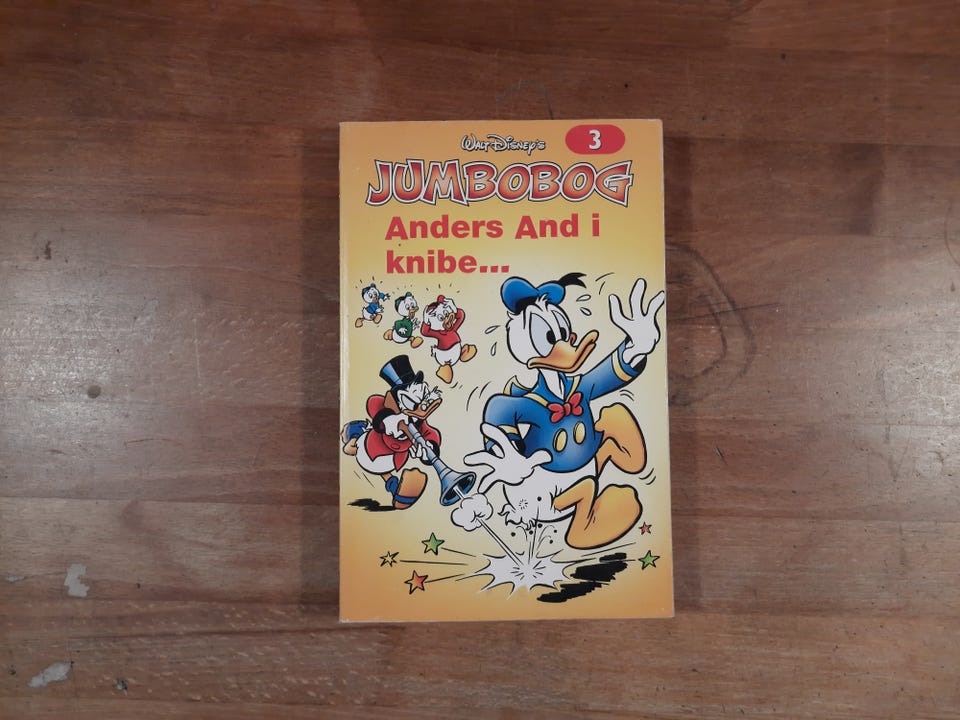 Walt Disney's
3
JUMBOBOG
Anders And i
knibe...